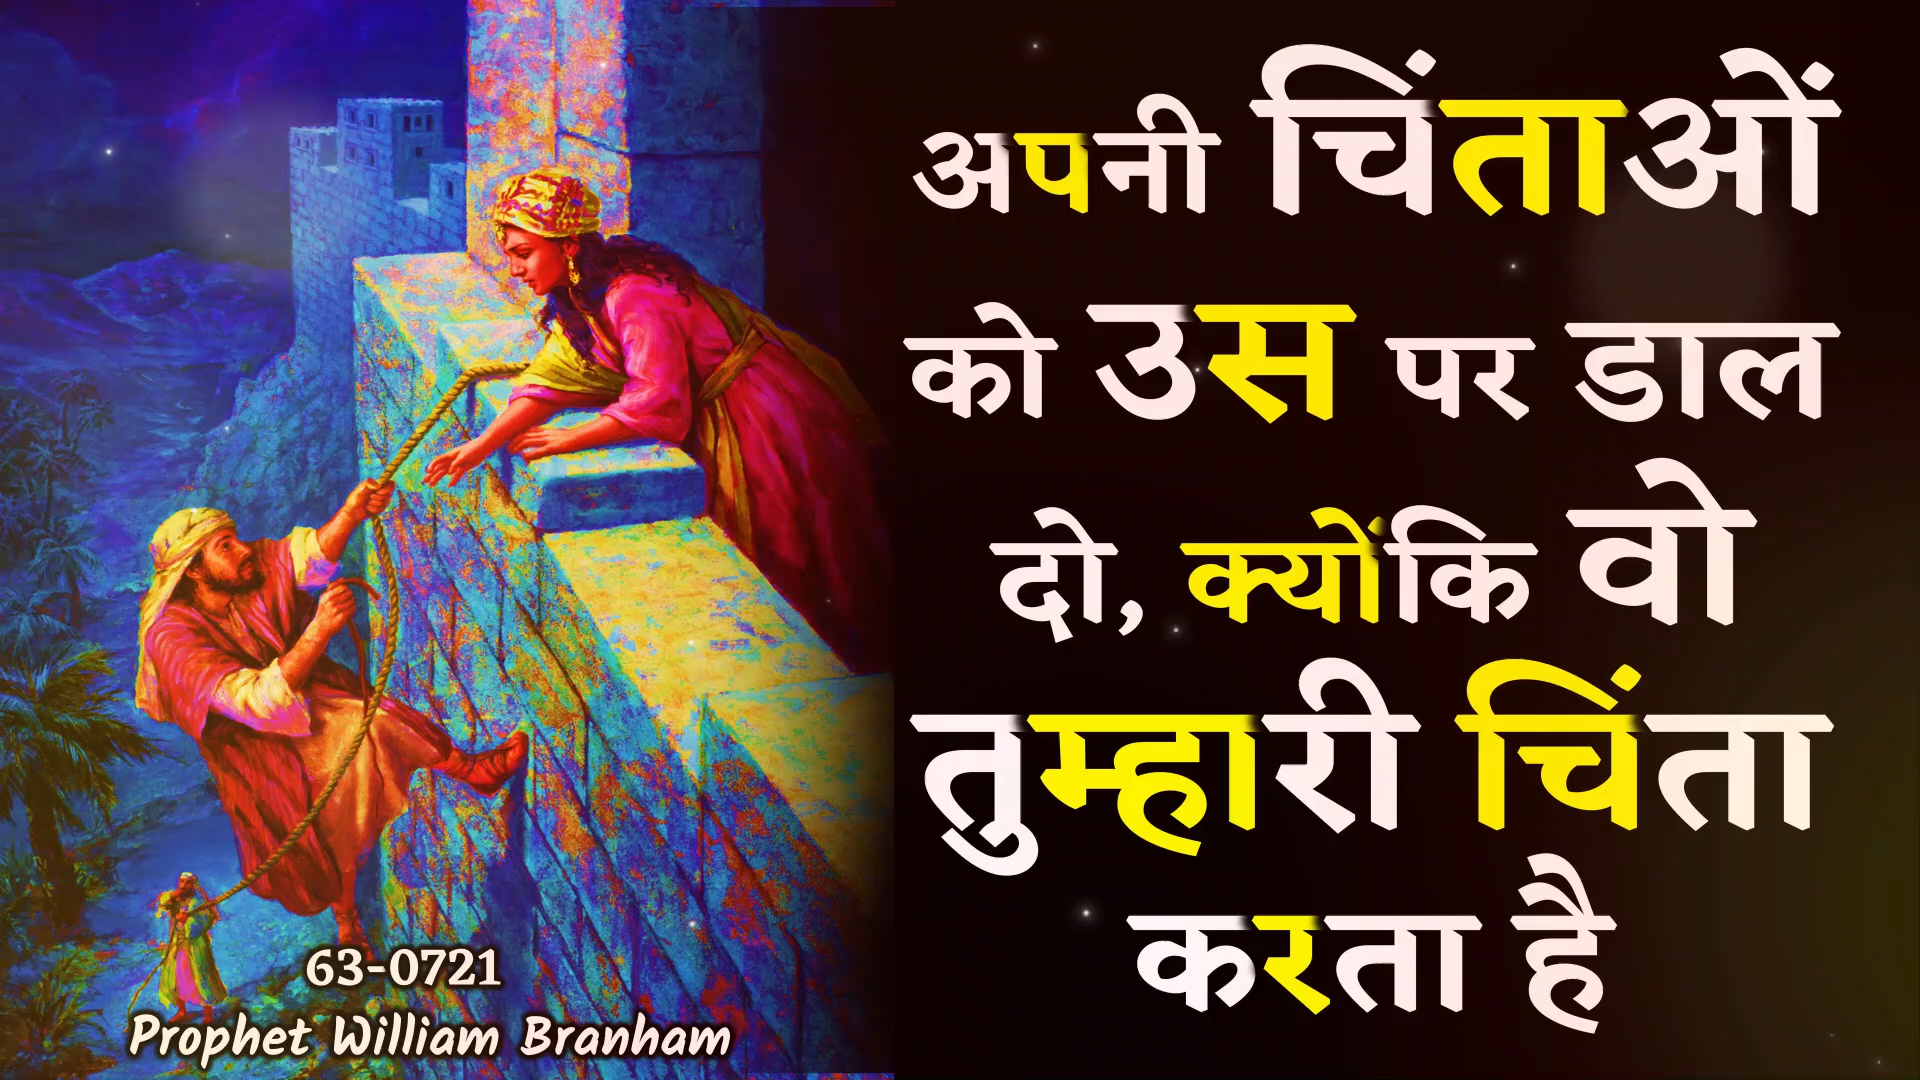 अपनी चिंताओं
को उस पर डाल
दो, क्योंकि वो
तुम्हारी चिंता
करता है
63-0721
Prophet William Branham